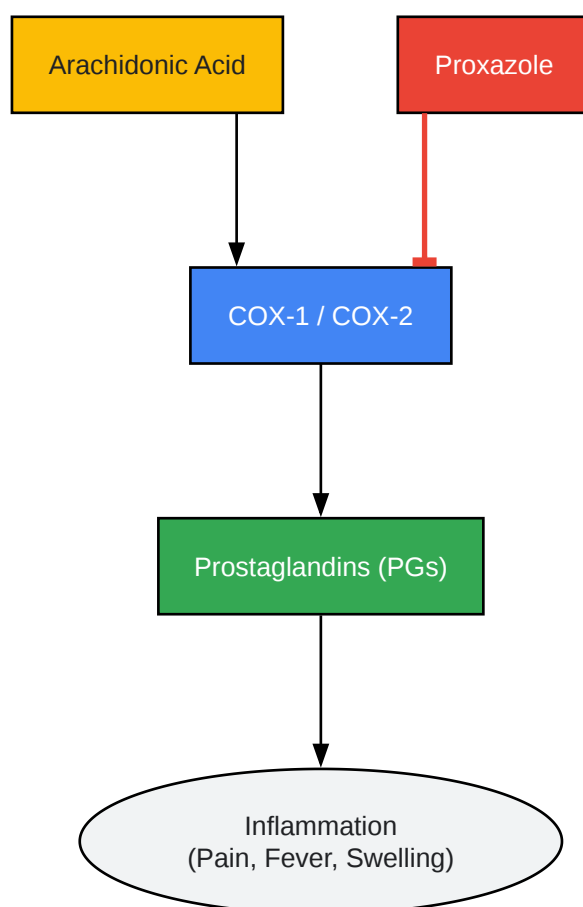 Arachidonic Acid
Proxazole
COX-1 / COX-2
Prostaglandins (PGs)
Inflammation
(Pain, Fever, Swelling)